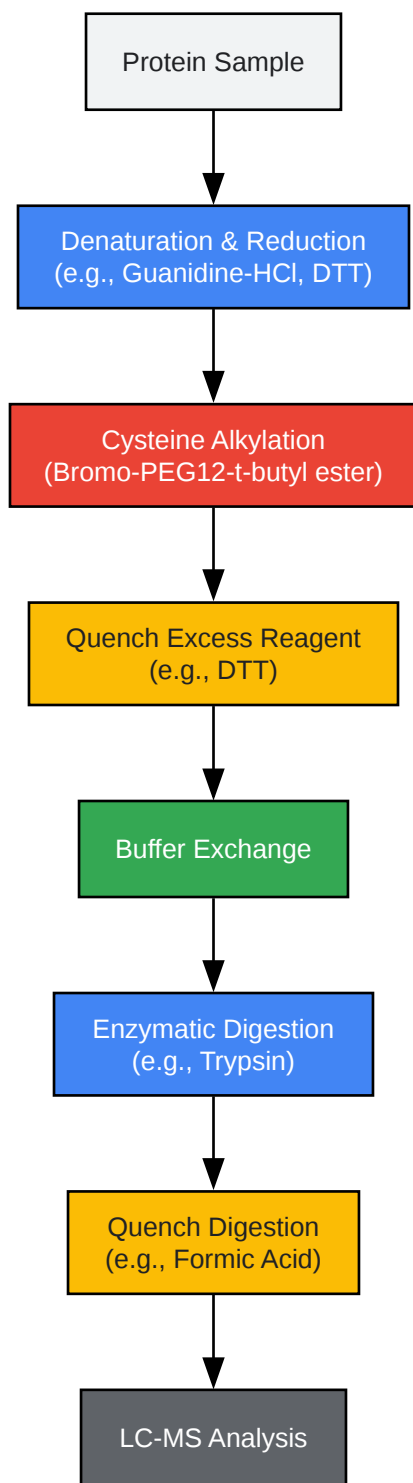 Protein Sample
Denaturation & Reduction
(e.g., Guanidine-HCl, DTT)
Cysteine Alkylation
(Bromo-PEG12-t-butyl ester)
Quench Excess Reagent
(e.g., DTT)
Buffer Exchange
Enzymatic Digestion
(e.g., Trypsin)
Quench Digestion
(e.g., Formic Acid)
LC-MS Analysis